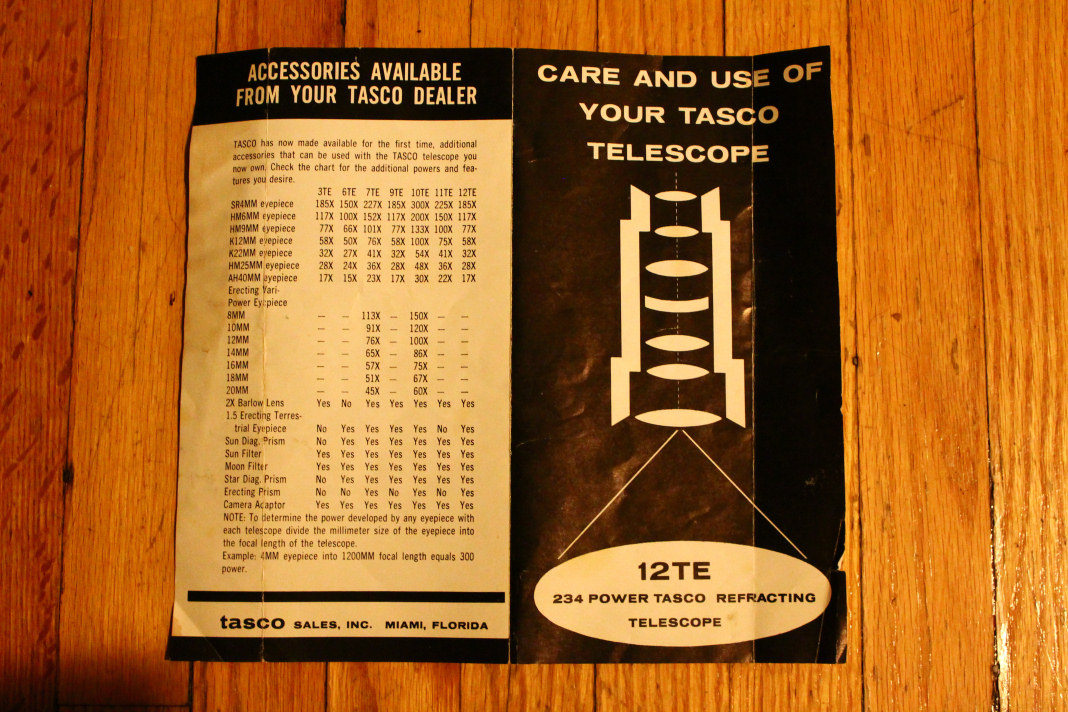 ACCESSORIES AVAILABLE
FROM YOUR TASCO DEALER
TASCO has now made available for the first time, additional
accessories that can be used with the TASCO telescope you
now own. Check the chart for the additional powers and fea-
tures you desire.
3TE 6TE 7TE 9TE 10TE 11TE 12TE
SR4MM eyepiece 185X 150X 227X 185X 300X 225X 185X
HM6MM eyepiece 117X 100X 152X 117X 200X 150X 117X
HM9MM eyepiece 77X 66X 101X 77X 133X 100X 77X
K12MM eyepiece 58X 50X 76X 58X 100X 75X 58X
K22MM eyepiece 32X 27X 41X 32X 54X 41X 32X
HM25MM eyepiece 28X 24X 36X 28X 48X 36X 28X
AH40MM eyepiece 17X 15X 23X 17X 30X 22X 17X
Erecting Vari-
Power Eyepiece
8MM — — 113X — 150X — —
10MM — — 91X — 120X — —
12MM — — 76X — 100X — —
14MM — — 65X — 86X — —
16MM — — 57X — 75X — —
18MM — — 51X — 67X — —
20MM — — 45X — 60X — —
2X Barlow Lens Yes No Yes Yes Yes Yes Yes
1.5 Erecting Terres-
trial Eyepiece No Yes Yes Yes Yes No Yes
Sun Diag. Prism No Yes Yes Yes Yes Yes Yes
Sun Filter Yes Yes Yes Yes Yes Yes Yes
Moon Filter Yes Yes Yes Yes Yes Yes Yes
Star Diag. Prism No Yes Yes Yes Yes Yes Yes
Erecting Prism No No Yes No Yes No Yes
Camera Adaptor Yes Yes Yes Yes Yes Yes Yes
NOTE: To determine the power developed by any eyepiece with
each telescope divide the millimeter size of the eyepiece into
the focal length of the telescope.
Example: 4MM eyepiece into 1200MM focal length equals 300
power.
tasco SALES, INC. MIAMI, FLORIDA
CARE AND USE OF
YOUR TASCO
TELESCOPE
12TE
234 POWER TASCO REFRACTING
TELESCOPE